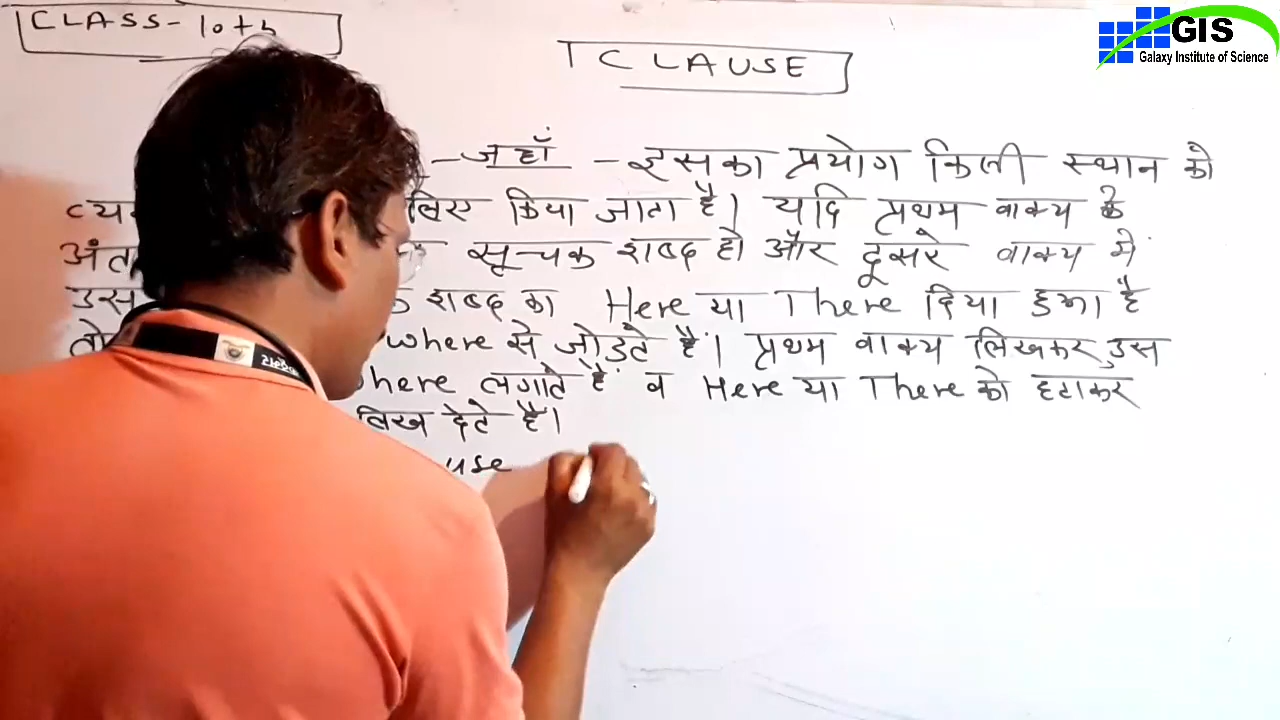 CLASS-10th
GIS
Galaxy Institute of Science
CLAUSE
- जहाँ - इसका प्रयोग किसी स्थान को
लिए किया जाता है। यदि प्रथम वाक्य के
सूचक शब्द हो और दूसरे वाक्य में
उस शब्द का Here या There दिया हुआ है
तो where से जोड़ते हैं। प्रथम वाक्य लिखकर उस
where लगाते हैं व Here या There को हटाकर
लिख देते है।
use